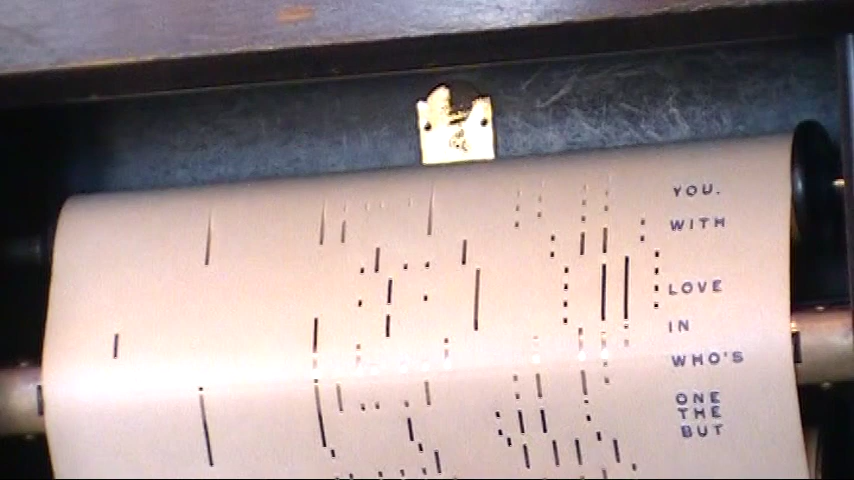 YOU.
WITH
LOVE
IN
WHO'S
ONE
THE
BUT